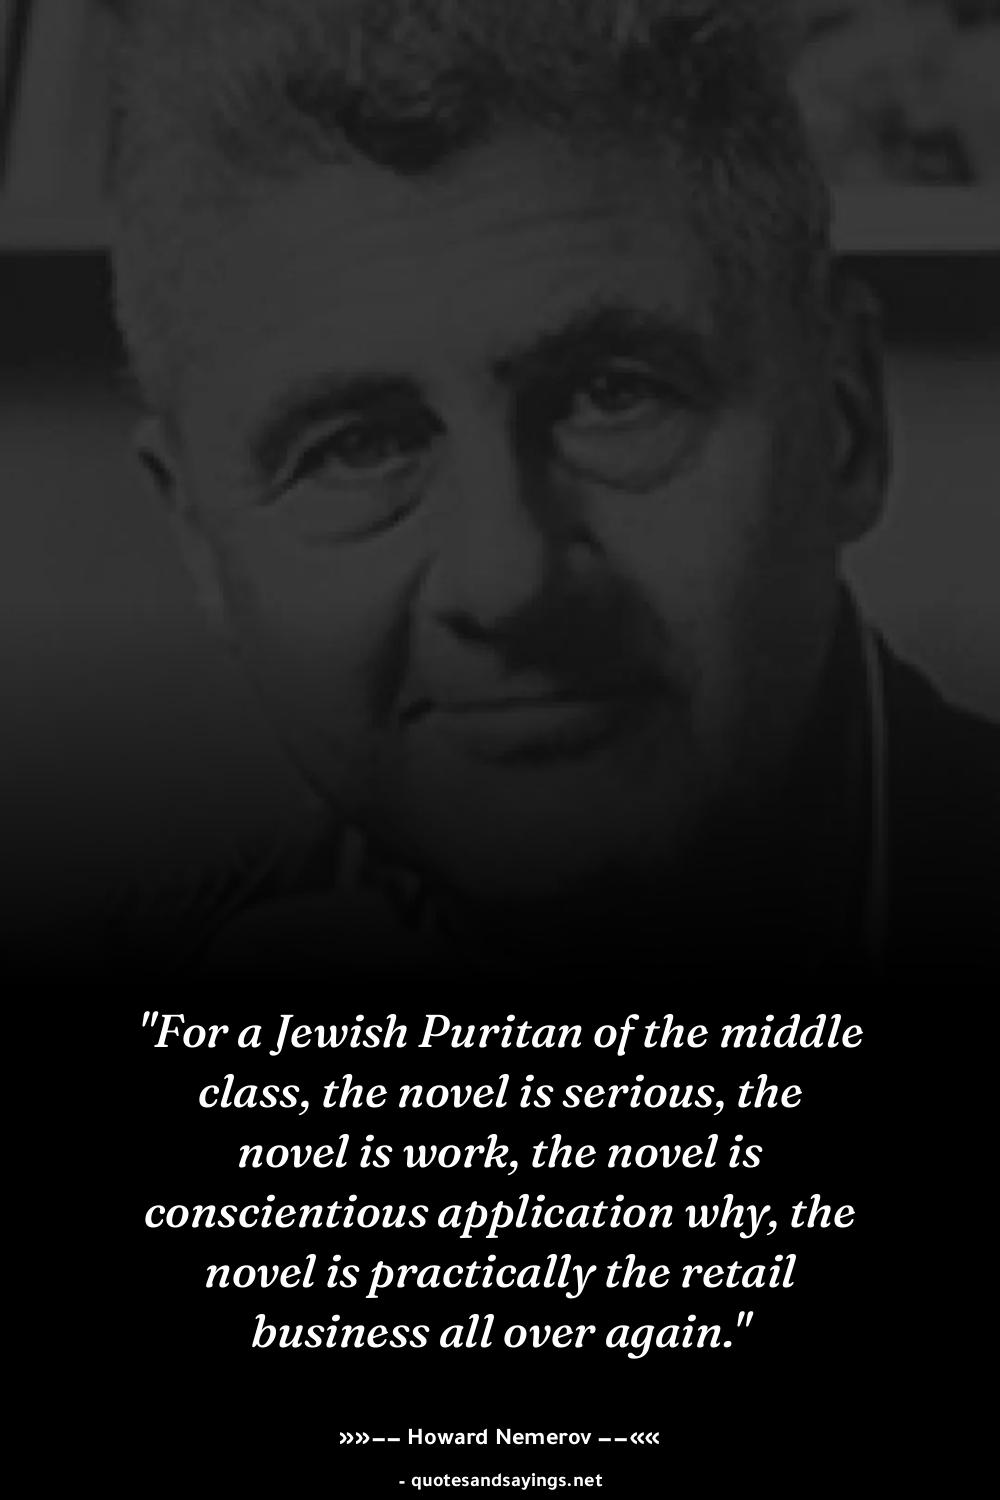 "For a Jewish Puritan of the middle
class, the novel is serious, the
novel is work, the novel is
conscientious application why, the
novel is practically the retail
business all over again."
»»—— Howard Nemerov ——««
- quotesandsayings.net